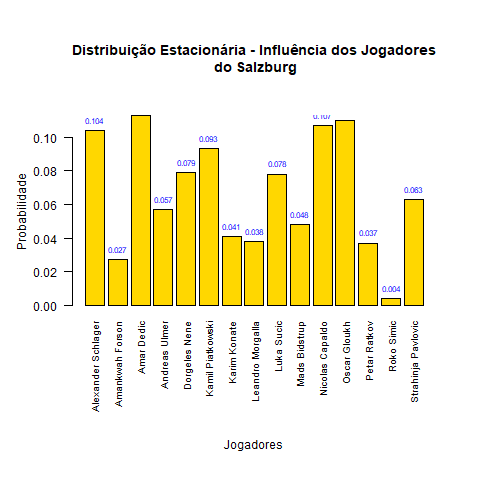 Distribuição Estacionária - Influência dos Jogadores
do Salzburg
Probabilidade
0.10
0.08
0.06
0.04
0.02
0.00
0.104
0.027
0.057
0.079
0.093
0.041
0.038
0.078
0.048
0.107
0.037
0.004
0.063
Alexander Schlager
Amankwah Forson
Amar Dedic
Andreas Ulmer
Dorgeles Nene
Kamil Piatkowski
Karim Konate
Leandro Morgalla
Luka Sucic
Mads Bidstrup
Nicolas Capaldo
Oscar Gloukh
Petar Ratkov
Roko Simic
Strahinja Pavlovic
Jogadores